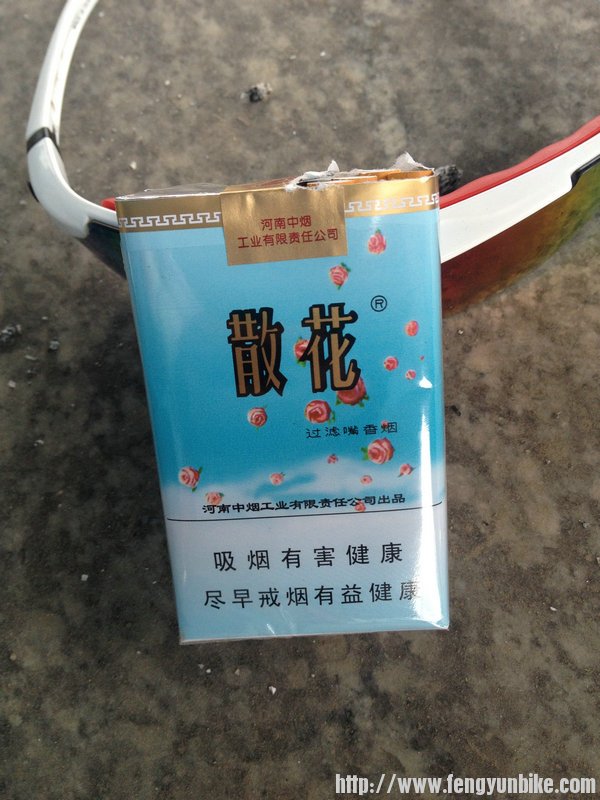 河南中烟
工业有限责任公司
散花®
过滤嘴香烟
河南中烟工业有限责任公司出品
吸烟有害健康
尽早戒烟有益健康
http://www.fengyunbike.com